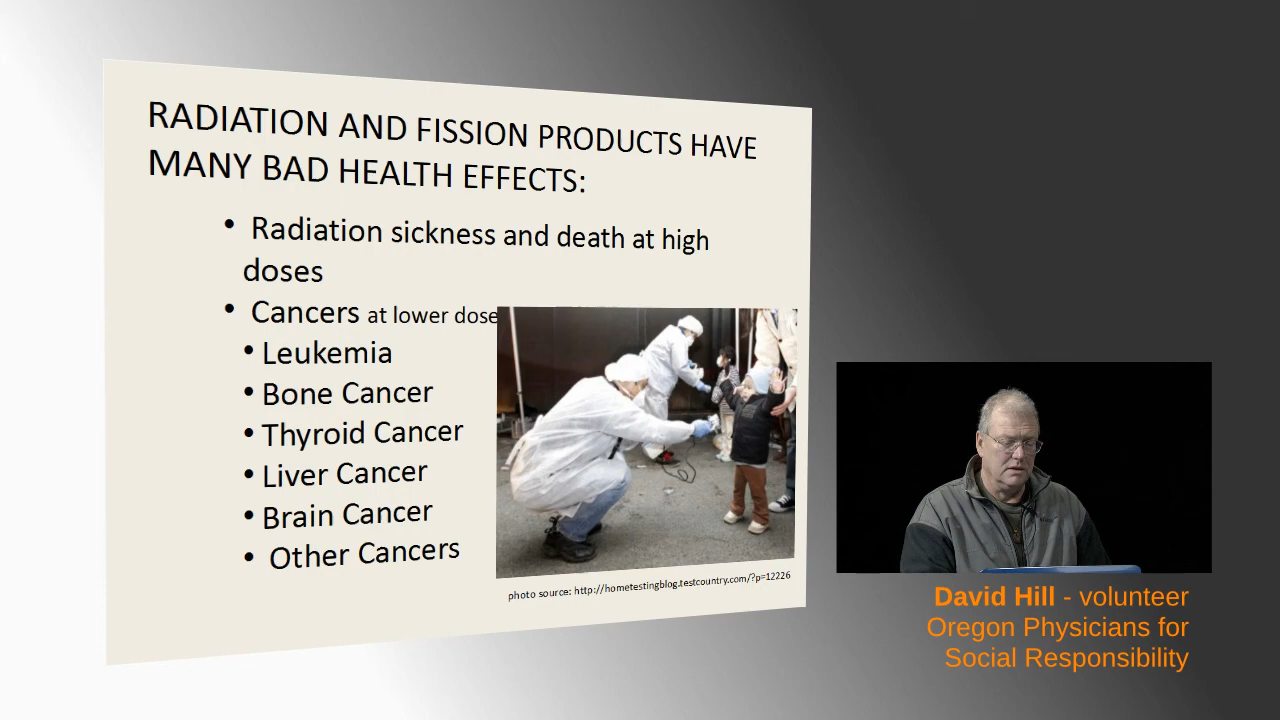 RADIATION AND FISSION PRODUCTS HAVE
MANY BAD HEALTH EFFECTS:
• Radiation sickness and death at high
doses
• Cancers at lower dose
• Leukemia
• Bone Cancer
• Thyroid Cancer
• Liver Cancer
• Brain Cancer
• Other Cancers
photo source: http://hometestingblog.testcountry.com/?p=12226
David Hill - volunteer
Oregon Physicians for
Social Responsibility